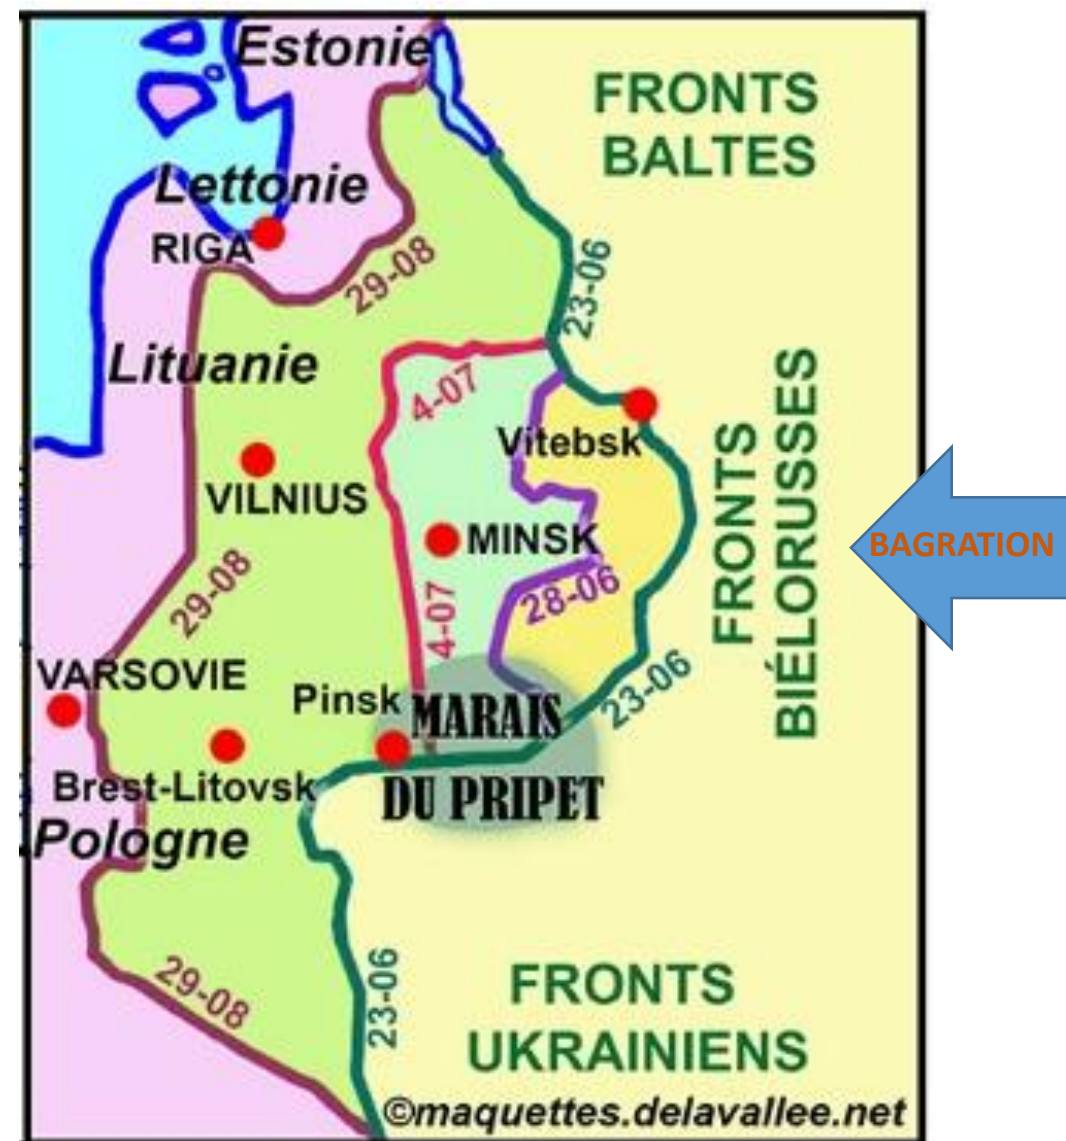 Estonie
FRONTS
BALTES
Lettonie
RIGA
29-08
23-06
Lituanie
4-07
Vitebsk
VILNIUS
MINSK
FRONTS
BIÉLORUSSES
BAGRATION
29-08
4-07
28-06
23-06
VARSOVIE
Pinsk
MARAIS
DU PRIPET
Brest-Litovsk
Pologne
29-08
23-06
FRONTS
UKRAINIENS
©maquettes.delavallee.net